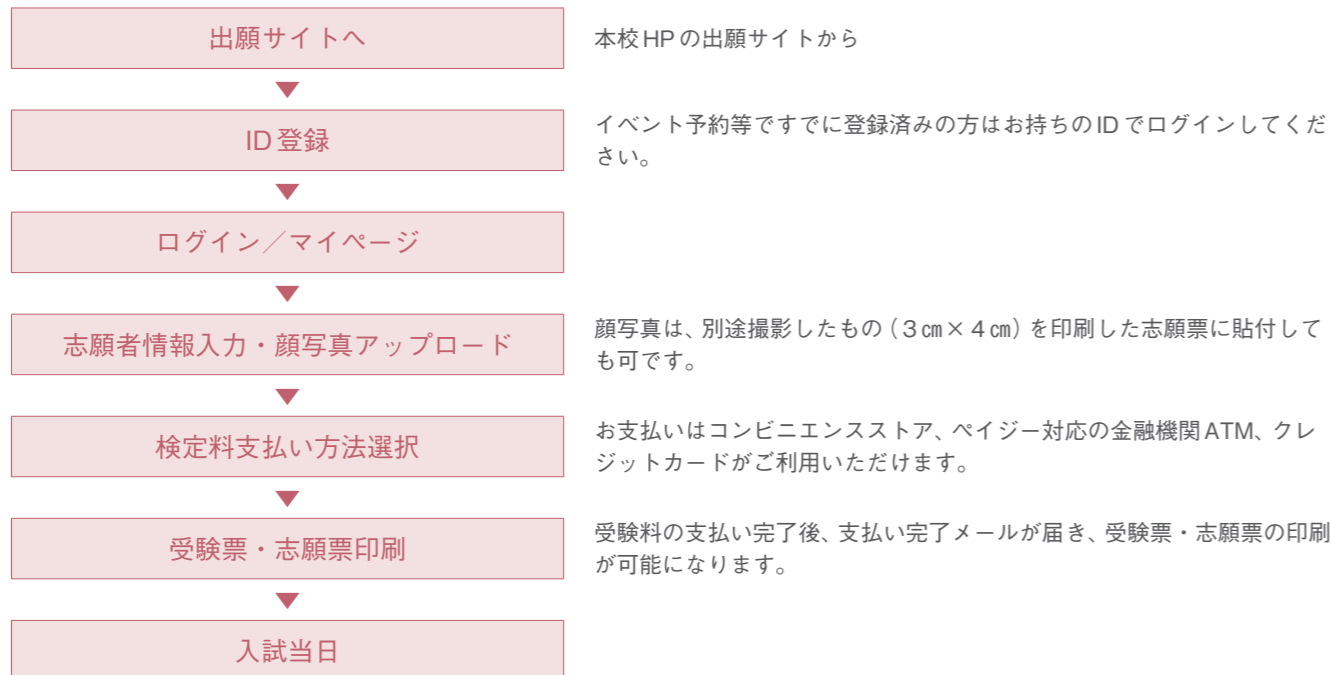 出願サイトへ
本校HPの出願サイトから
ID登録
イベント予約等ですでに登録済みの方はお持ちのIDでログインしてくだ
さい。
ログイン／マイページ
志願者情報入力・顔写真アップロード
顔写真は、別途撮影したもの（3㎝×4㎝）を印刷した志願票に貼付して
も可です。
検定料支払い方法選択
お支払いはコンビニエンスストア、ペイジー対応の金融機関ATM、クレ
ジットカードがご利用いただけます。
受験票・志願票印刷
受験料の支払い完了後、支払い完了メールが届き、受験票・志願票の印刷
が可能になります。
入試当日